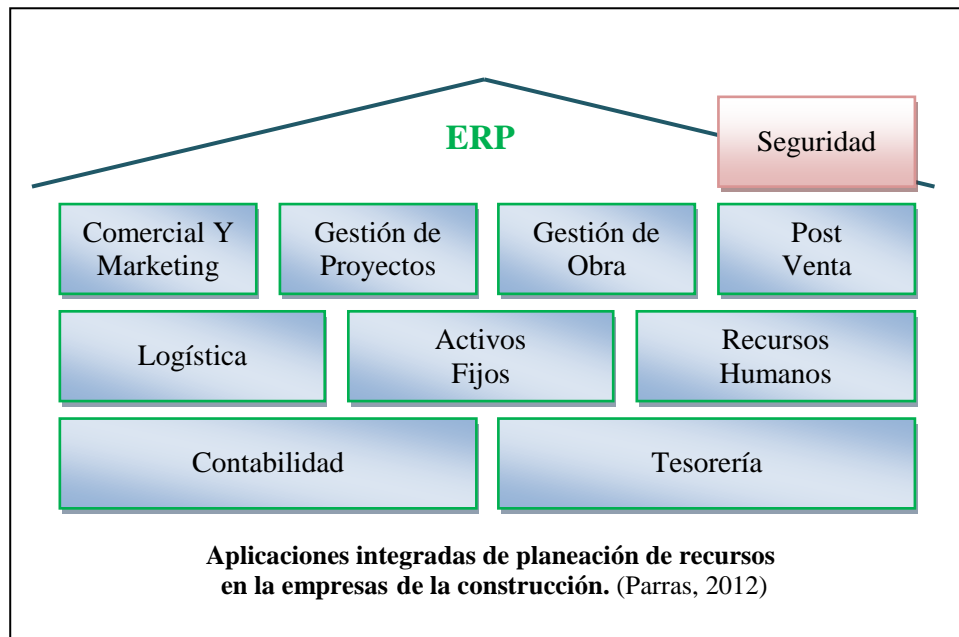 ERP
Seguridad
Comercial Y
Marketing
Gestión de
Proyectos
Gestión de
Obra
Post
Venta
Logística
Activos
Fijos
Recursos
Humanos
Contabilidad
Tesorería
Aplicaciones integradas de planeación de recursos
en la empresas de la construcción. (Parras, 2012)